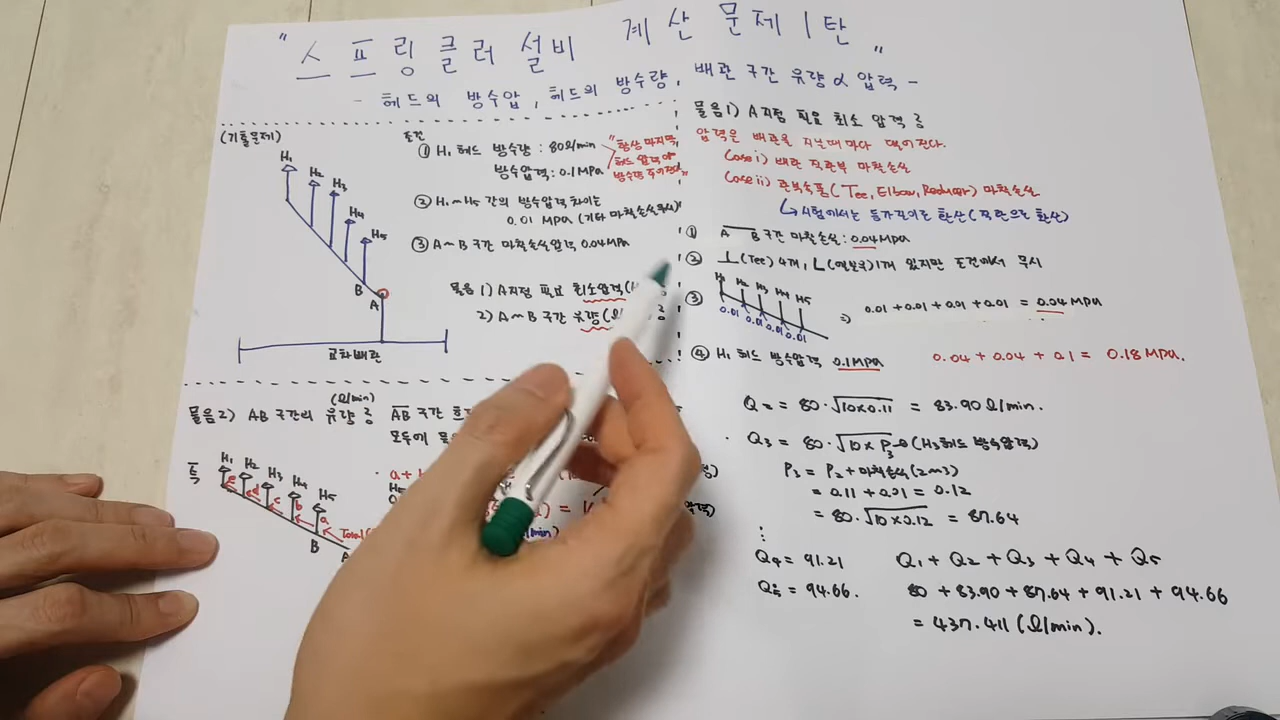 "스프링클러설비 계산문제 1탄"
- 헤드의 방수압, 헤드의 방수량, 배관 구간 유량 α 압력 -
(기출문제)
H1
H2
H3
H4
H5
B
A
교차배관
조건
① H1 헤드 방수량 : 80ℓ/min
방수압력 : 0.1MPa
"항상 마지막
헤드 압력과
방수량 주어진다"
② H1~H5 간의 방수압력 차이는
0.01 MPa (기타 마찰손실무시)
③ A~B 구간 마찰손실압력 0.04MPa
물음 1) A지점 필요 최소압력
2) A~B 구간 유량
물음1) A지점 필요 최소 압력 공
압력은 배관을 지날때 마다
Case i) 배관 직관부 마찰손실
Case ii) 관부속품 (Tee, Elbow, Reducer) 마찰손실
↳ 시험에서는 등가길이로 환산 (직관으로 환산)
① A B 구간 마찰손실 : 0.04MPa
② ⊥(Tee) 4개, L(엘보우)1개 있지만 조건에서 무시
③ H1 H2 H3 H4 H5
0.01 0.01 0.01 0.01
⇒ 0.01 + 0.01 + 0.01 + 0.01 = 0.04 MPa
④ H1 헤드 방수압력 0.1MPa
0.04 + 0.04 + 0.1 = 0.18 MPa.
물음2) AB 구간의 유량 공
(ℓ/min)
AB 구간
모두에
즉
H1
H2
H3
H4
H5
e
d
c
b
a
Total
B
Q2 = 80·√10×0.11 = 83.90 ℓ/min.
Q3 = 80·√10×P3 (H3헤드 방수압력)
P3 = P2 + 마찰손실(2~3)
= 0.11 + 0.01 = 0.12
= 80·√10×0.12 = 87.64
⋮
Q4 = 91.21
Q5 = 94.66.
Q1 + Q2 + Q3 + Q4 + Q5
80 + 83.90 + 87.64 + 91.21 + 94.66
= 437.411 (ℓ/min).